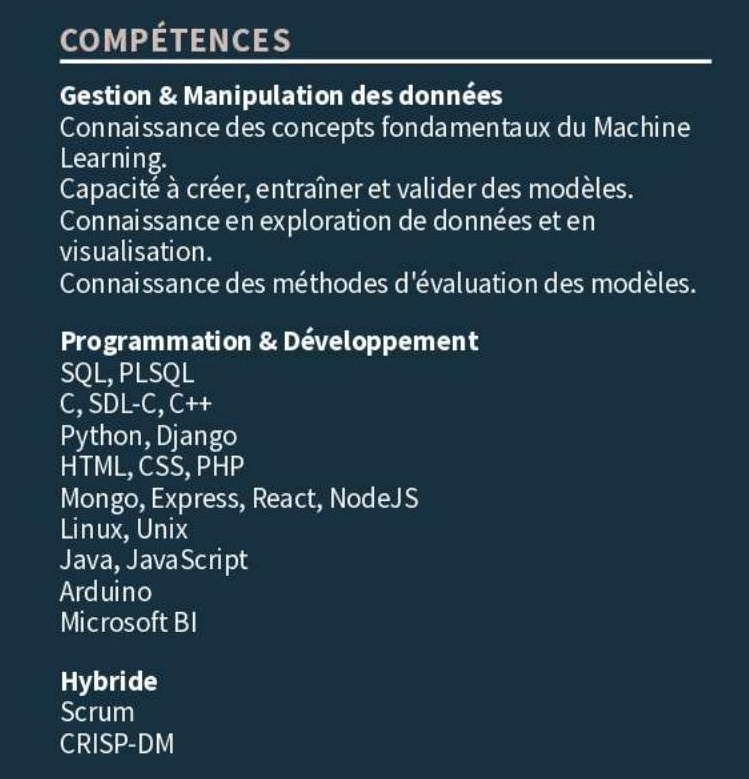 COMPÉTENCES
Gestion & Manipulation des données
Connaissance des concepts fondamentaux du Machine
Learning.
Capacité à créer, entraîner et valider des modèles.
Connaissance en exploration de données et en
visualisation.
Connaissance des méthodes d'évaluation des modèles.
Programmation & Développement
SQL, PLSQL
C, SDL-C, C++
Python, Django
HTML, CSS, PHP
Mongo, Express, React, NodeJS
Linux, Unix
Java, JavaScript
Arduino
Microsoft BI
Hybride
Scrum
CRISP-DM